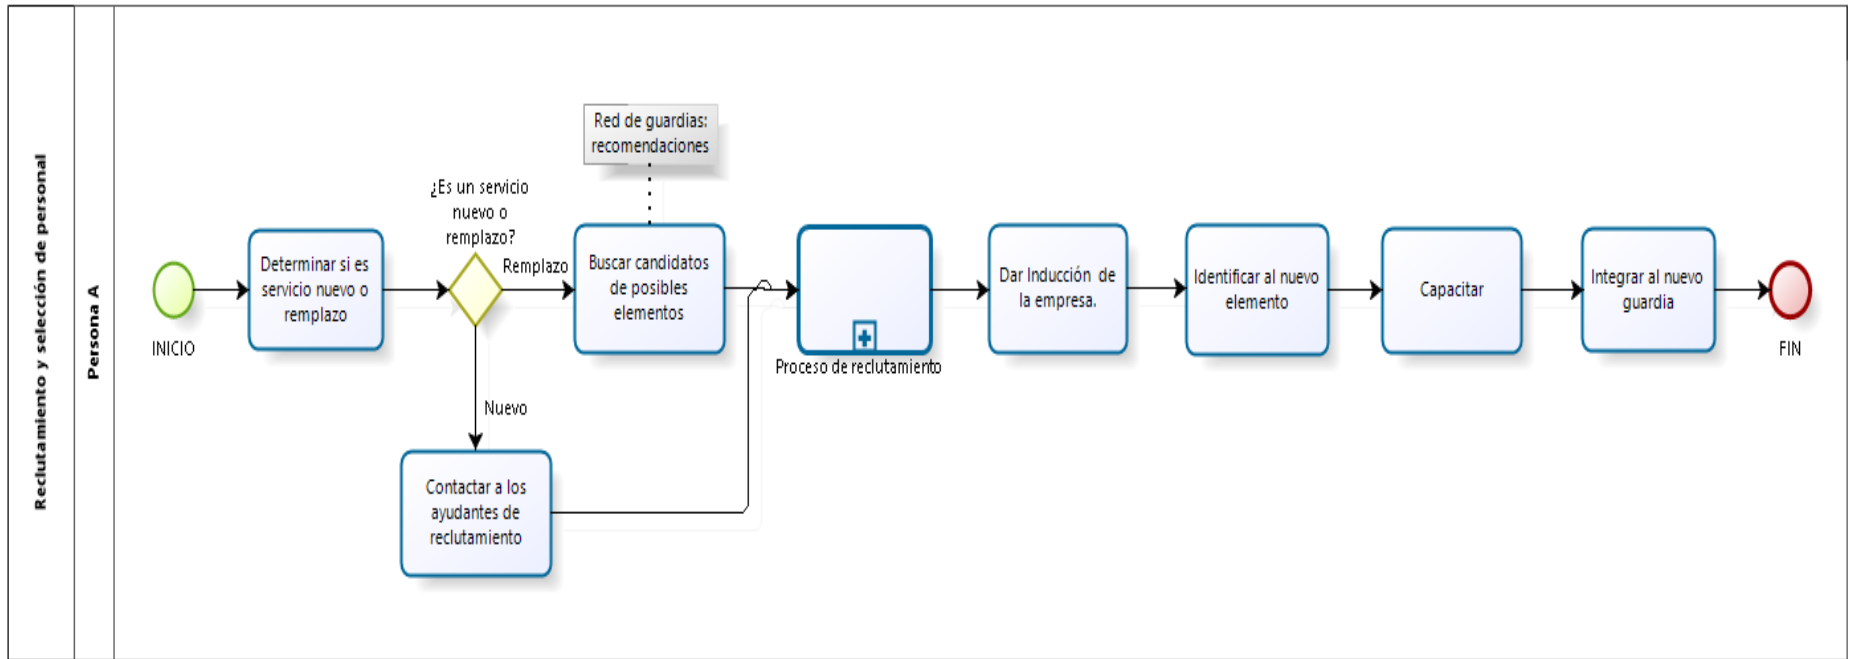 Reclutamiento y selección de personal
Persona A
INICIO
Determinar si es
servicio nuevo o
remplazo
¿Es un servicio
nuevo o
remplazo?
Remplazo
Nuevo
Red de guardias:
recomendaciones
Buscar candidatos
de posibles
elementos
Contactar a los
ayudantes de
reclutamiento
Proceso de reclutamiento
Dar Inducción de
la empresa.
Identificar al nuevo
elemento
Capacitar
Integrar al nuevo
guardia
FIN